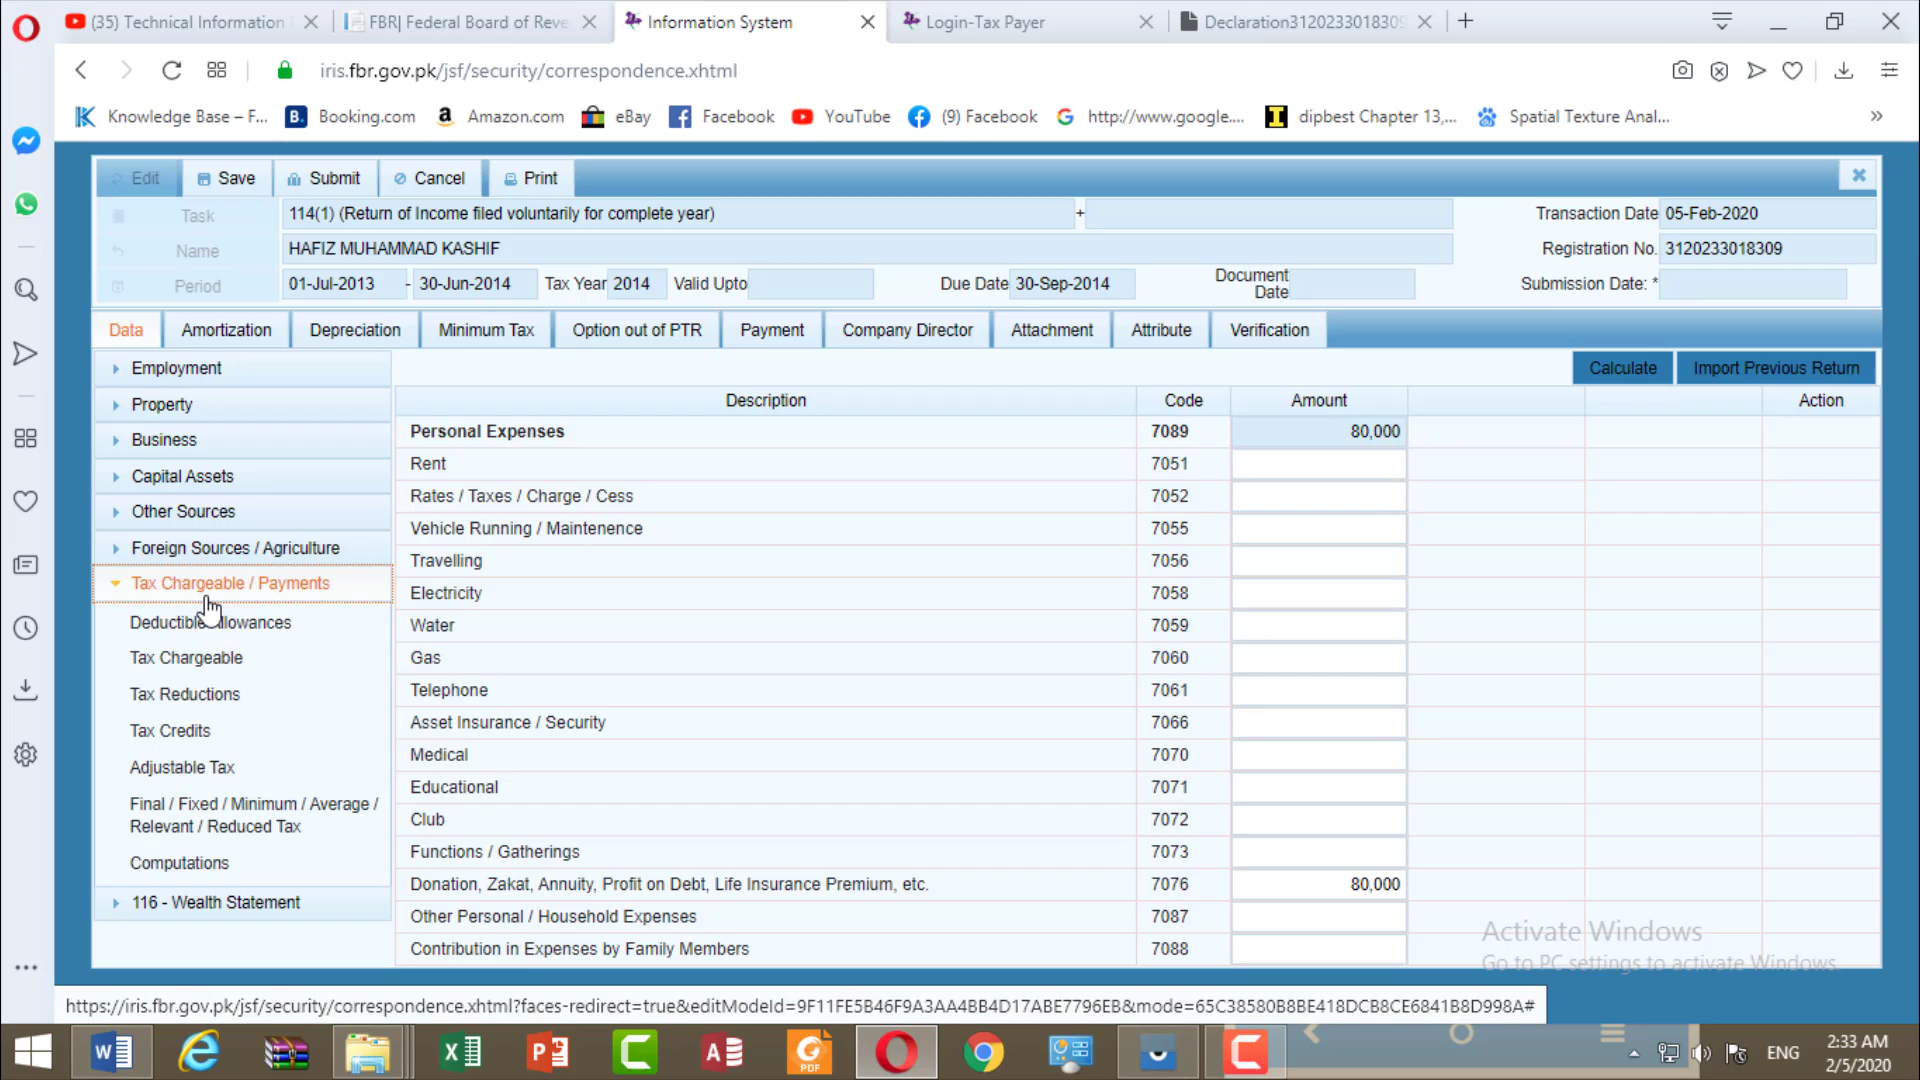 (35) Technical Information
FBR| Federal Board of Reve
Information System
Login-Tax Payer
Declaration3120233018309
iris.fbr.gov.pk/jsf/security/correspondence.xhtml
Knowledge Base – F...
Booking.com
Amazon.com
eBay
Facebook
YouTube
(9) Facebook
http://www.google....
dipbest Chapter 13,...
Spatial Texture Anal...
»
Edit
Save
Submit
Cancel
Print
Task
114(1) (Return of Income filed voluntarily for complete year)
+
Transaction Date 05-Feb-2020
Name
HAFIZ MUHAMMAD KASHIF
Registration No. 3120233018309
Period
01-Jul-2013 - 30-Jun-2014
Tax Year 2014
Valid Upto
Due Date 30-Sep-2014
Document
Date
Submission Date: *
Data
Amortization
Depreciation
Minimum Tax
Option out of PTR
Payment
Company Director
Attachment
Attribute
Verification
Employment
Property
Business
Capital Assets
Other Sources
Foreign Sources / Agriculture
Tax Chargeable / Payments
Deductible
Tax Chargeable
Tax Reductions
Tax Credits
Adjustable Tax
Final / Fixed / Minimum / Average /
Relevant / Reduced Tax
Computations
116 - Wealth Statement
Calculate
Import Previous Return
Description Code Amount Action
Personal Expenses 7089 80,000
Rent 7051
Rates / Taxes / Charge / Cess 7052
Vehicle Running / Maintenence 7055
Travelling 7056
Electricity 7058
Water 7059
Gas 7060
Telephone 7061
Asset Insurance / Security 7066
Medical 7070
Educational 7071
Club 7072
Functions / Gatherings 7073
Donation, Zakat, Annuity, Profit on Debt, Life Insurance Premium, etc. 7076 80,000
Other Personal / Household Expenses 7087
Contribution in Expenses by Family Members 7088
Activate Windows
Go to PC settings to activate Windows.
https://iris.fbr.gov.pk/jsf/security/correspondence.xhtml?faces-redirect=true&editModeId=9F11FE5B46F9A3AA4BB4D17ABE7796EB&mode=65C38580B8BE418DCB8CE6841B8D998A#
ENG
2:33 AM
2/5/2020